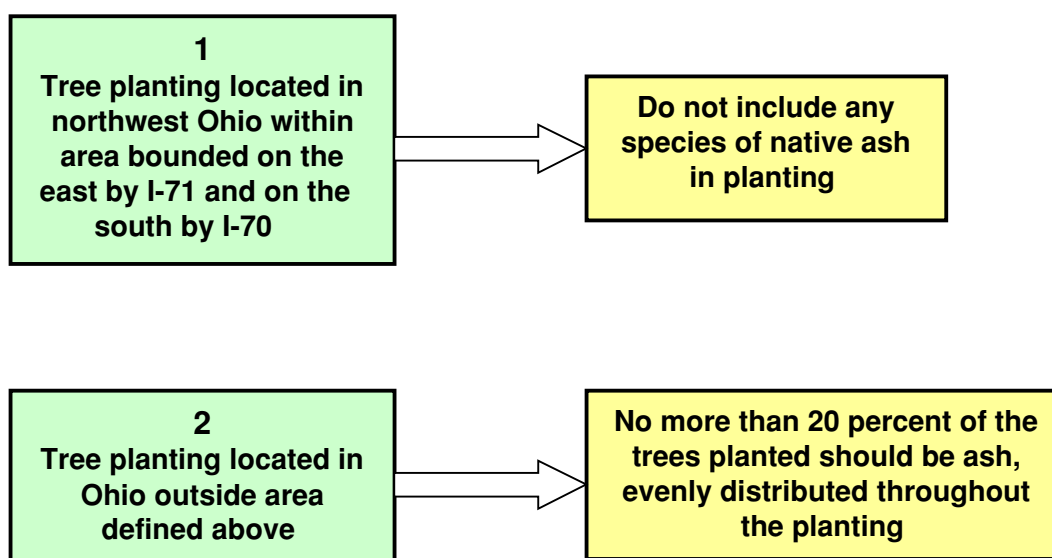 1
Tree planting located in
northwest Ohio within
area bounded on the
east by I-71 and on the
south by I-70
Do not include any
species of native ash
in planting
2
Tree planting located in
Ohio outside area
defined above
No more than 20 percent of the
trees planted should be ash,
evenly distributed throughout
the planting